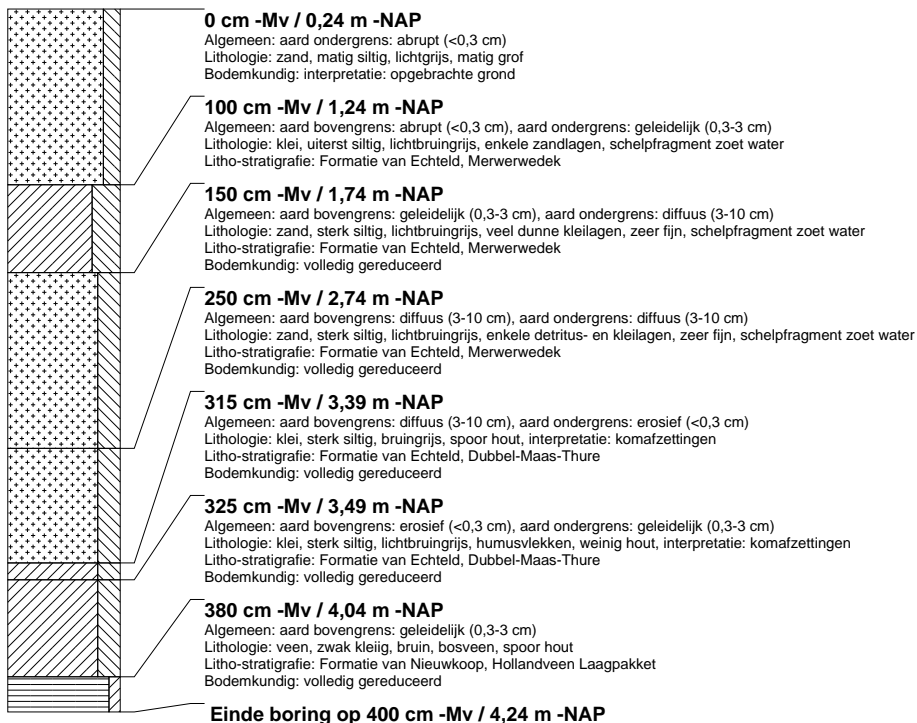 0 cm -Mv / 0,24 m -NAP
Algemeen: aard ondergrens: abrupt (<0,3 cm)
Lithologie: zand, matig siltig, lichtgrijs, matig grof
Bodemkundig: interpretatie: opgebrachte grond
100 cm -Mv / 1,24 m -NAP
Algemeen: aard bovengrens: abrupt (<0,3 cm), aard ondergrens: geleidelijk (0,3-3 cm)
Lithologie: klei, uiterst siltig, lichtbruingrijs, enkele zandlagen, schelpfragment zoet water
Litho-stratigrafie: Formatie van Echteld, Merwerwedek
150 cm -Mv / 1,74 m -NAP
Algemeen: aard bovengrens: geleidelijk (0,3-3 cm), aard ondergrens: diffuus (3-10 cm)
Lithologie: zand, sterk siltig, lichtbruingrijs, veel dunne kleilagen, zeer fijn, schelpfragment zoet water
Litho-stratigrafie: Formatie van Echteld, Merwerwedek
Bodemkundig: volledig gereduceerd
250 cm -Mv / 2,74 m -NAP
Algemeen: aard bovengrens: diffuus (3-10 cm), aard ondergrens: diffuus (3-10 cm)
Lithologie: zand, sterk siltig, lichtbruingrijs, enkele detritus- en kleilagen, zeer fijn, schelpfragment zoet water
Litho-stratigrafie: Formatie van Echteld, Merwerwedek
Bodemkundig: volledig gereduceerd
315 cm -Mv / 3,39 m -NAP
Algemeen: aard bovengrens: diffuus (3-10 cm), aard ondergrens: erosief (<0,3 cm)
Lithologie: klei, sterk siltig, bruingrijs, spoor hout, interpretatie: komafzettingen
Litho-stratigrafie: Formatie van Echteld, Dubbel-Maas-Thure
Bodemkundig: volledig gereduceerd
325 cm -Mv / 3,49 m -NAP
Algemeen: aard bovengrens: erosief (<0,3 cm), aard ondergrens: geleidelijk (0,3-3 cm)
Lithologie: klei, sterk siltig, lichtbruingrijs, humusvlekken, weinig hout, interpretatie: komafzettingen
Litho-stratigrafie: Formatie van Echteld, Dubbel-Maas-Thure
Bodemkundig: volledig gereduceerd
380 cm -Mv / 4,04 m -NAP
Algemeen: aard bovengrens: geleidelijk (0,3-3 cm)
Lithologie: veen, zwak kleiig, bruin, bosveen, spoor hout
Litho-stratigrafie: Formatie van Nieuwkoop, Hollandveen Laagpakket
Bodemkundig: volledig gereduceerd
Einde boring op 400 cm -Mv / 4,24 m -NAP